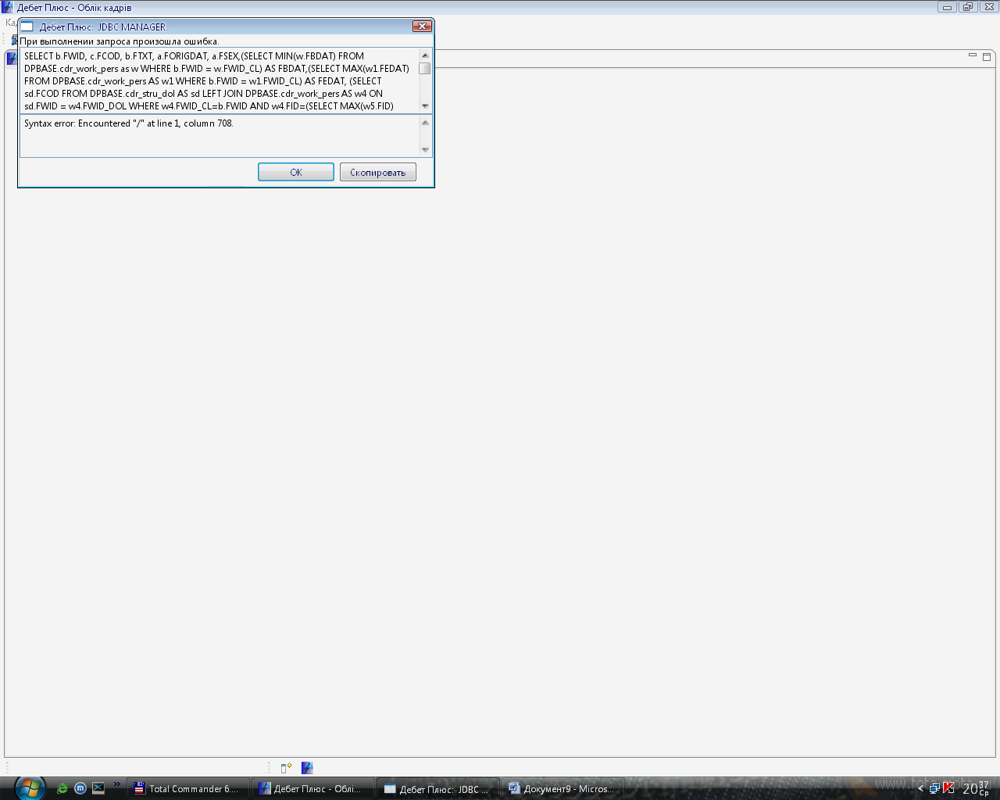 Дебет Плюс - Облік кадрів
Дебет Плюс: JDBC MANAGER.
При выполнении запроса произошла ошибка.
SELECT b.FWID, c.FCOD, b.FTXT, a.FORIGDAT, a.FSEX,(SELECT MIN(w.FBDAT) FROM
DPBASE.cdr_work_pers as w WHERE b.FWID = w.FWID_CL) AS FBDAT,(SELECT MAX(w1.FEDAT)
FROM DPBASE.cdr_work_pers AS w1 WHERE b.FWID = w1.FWID_CL) AS FEDAT, (SELECT
sd.FCOD FROM DPBASE.cdr_stru_dol AS sd LEFT JOIN DPBASE.cdr_work_pers AS w4 ON
sd.FWID = w4.FWID_DOL WHERE w4.FWID_CL=b.FWID AND w4.FID=(SELECT MAX(w5.FID)
Syntax error: Encountered "/" at line 1, column 708.
OK Скопировать
Total Commander 6.... Дебет Плюс - Облі... Дебет Плюс: JDBC ... Документ9 - Micros... 20 37
Ср